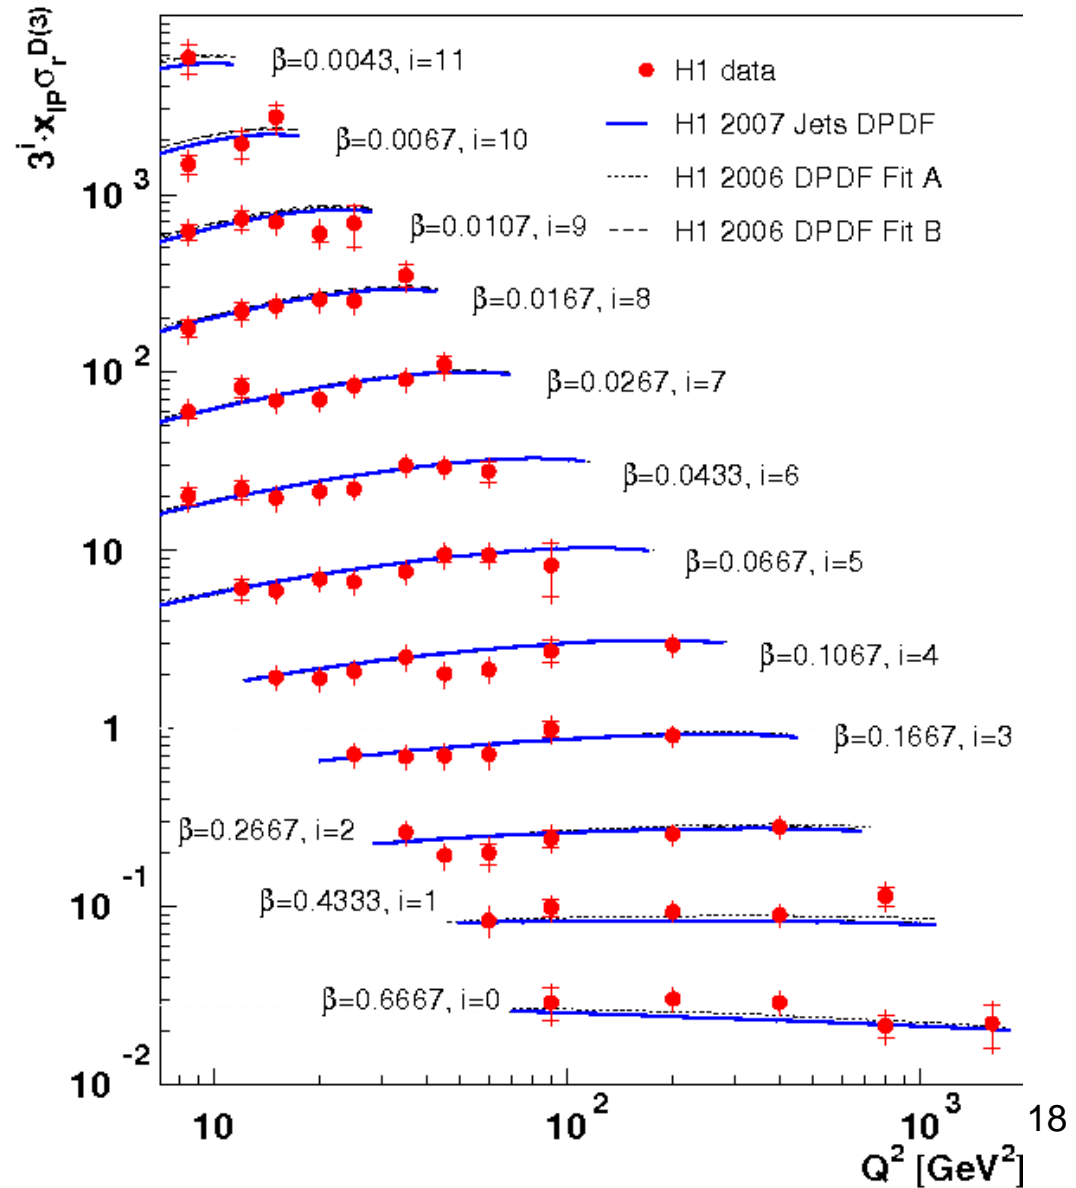 3^i·x_IP σ_r^D(3)
β=0.0043, i=11
H1 data
H1 2007 Jets DPDF
β=0.0067, i=10
H1 2006 DPDF Fit A
10^3
β=0.0107, i=9
H1 2006 DPDF Fit B
β=0.0167, i=8
10^2
β=0.0267, i=7
β=0.0433, i=6
10
β=0.0667, i=5
β=0.1067, i=4
1
β=0.1667, i=3
β=0.2667, i=2
10^-1
β=0.4333, i=1
β=0.6667, i=0
10^-2
10 10^2 10^3
18
Q^2 [GeV^2]